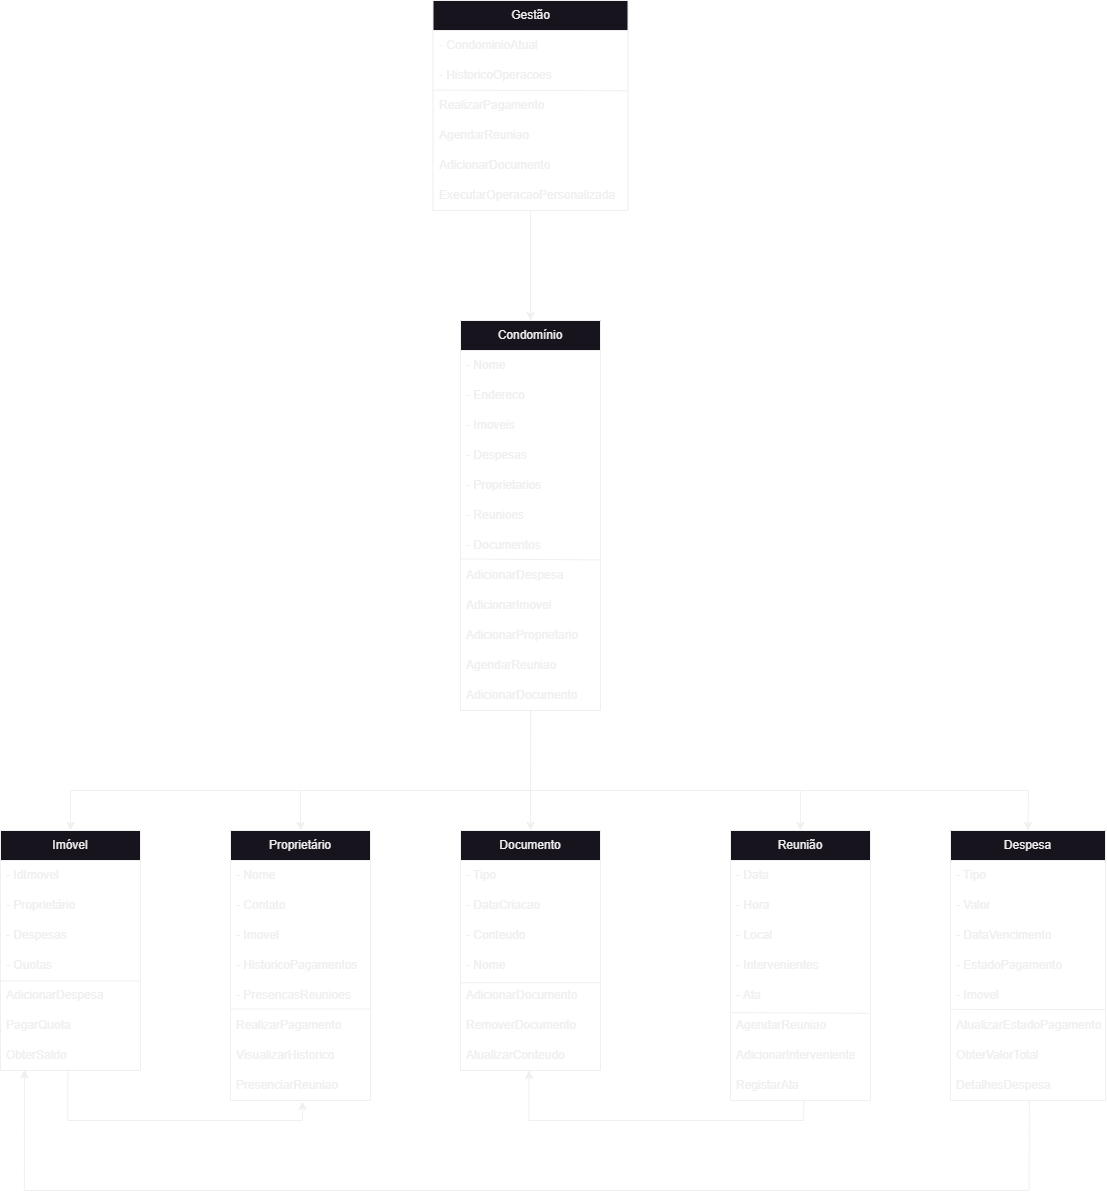 Gestão
- CondominioAtual
- HistoricoOperacoes
RealizarPagamento
AgendarReuniao
AdicionarDocumento
ExecutarOperacaoPersonalizada
Condomínio
- Nome
- Endereco
- Imoveis
- Despesas
- Proprietarios
- Reunioes
- Documentos
AdicionarDespesa
AdicionarImovel
AdicionarProprietario
AgendarReuniao
AdicionarDocumento
Imóvel
- IdImovel
- Proprietário
- Despesas
- Quotas
AdicionarDespesa
PagarQuota
ObterSaldo
Proprietário
- Nome
- Contato
- Imovel
- HistoricoPagamentos
- PresencasReunioes
RealizarPagamento
VisualizarHistorico
PresenciarReuniao
Documento
- Tipo
- DataCriacao
- Conteudo
- Nome
AdicionarDocumento
RemoverDocumento
AtualizarConteudo
Reunião
- Data
- Hora
- Local
- Intervenientes
- Ata
AgendarReuniao
AdicionarInterveniente
RegistarAta
Despesa
- Tipo
- Valor
- DataVencimento
- EstadoPagamento
- Imovel
AtualizarEstadoPagamento
ObterValorTotal
DetalhesDespesa